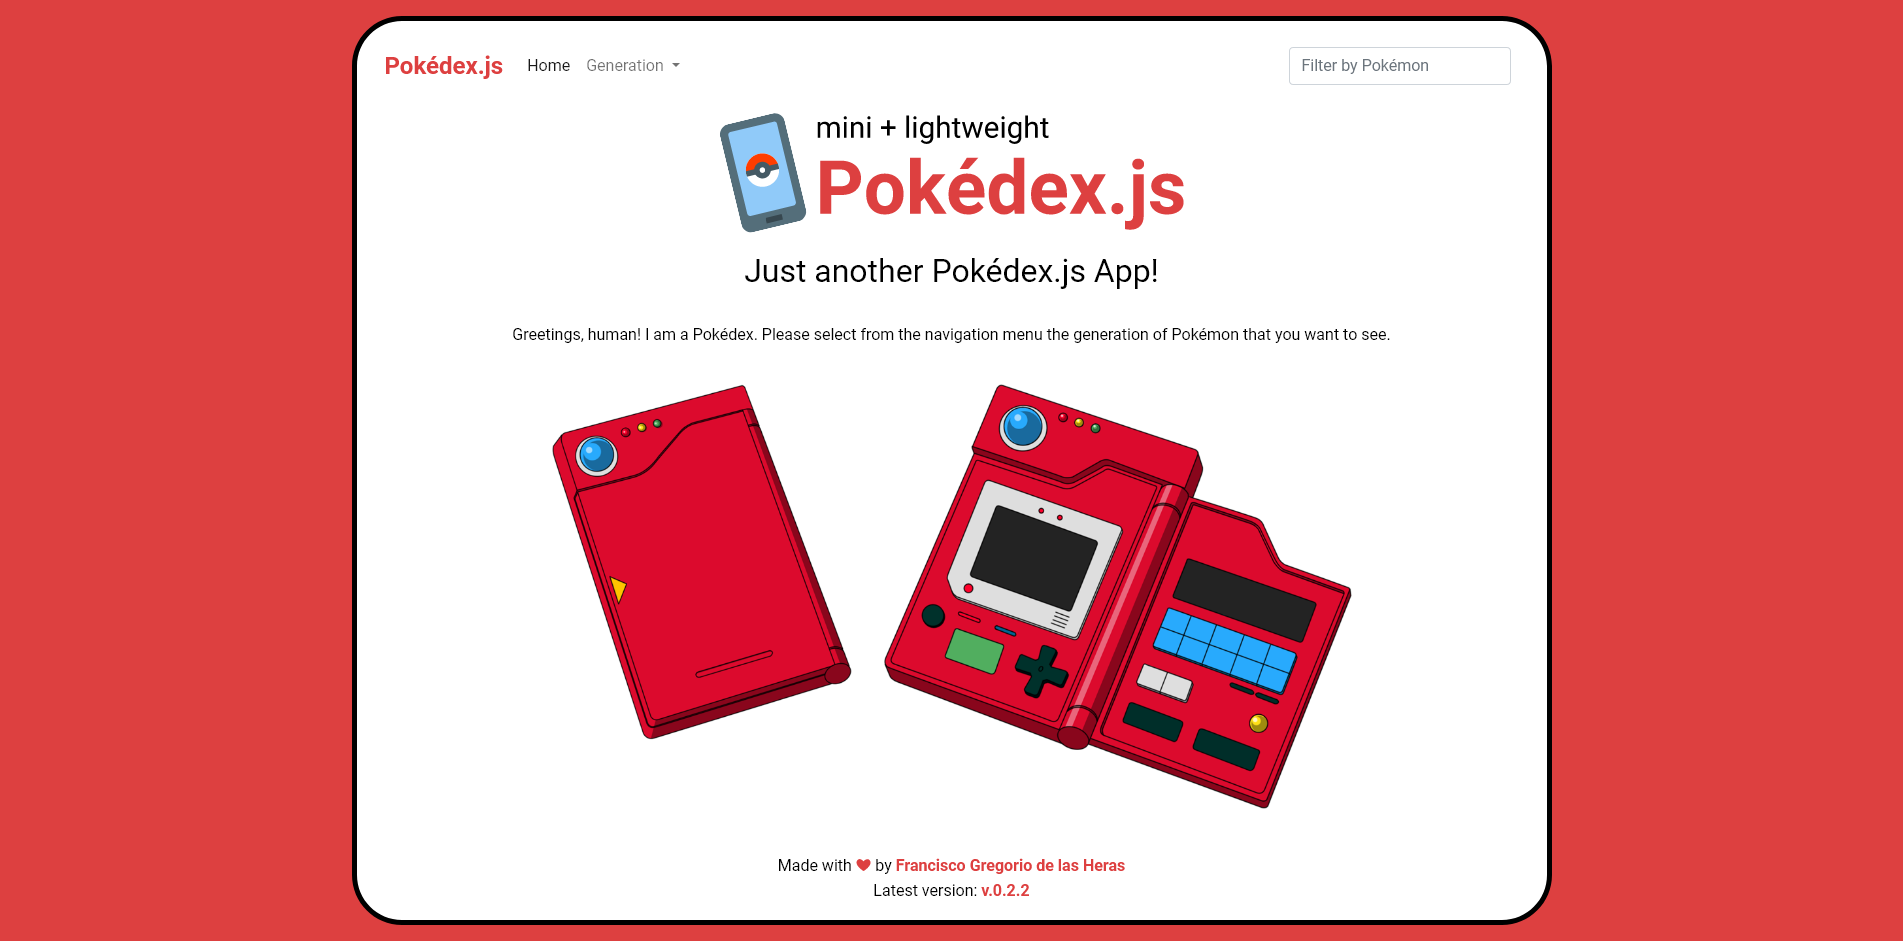 Pokédex.js Home Generation Filter by Pokémon
mini + lightweight
Pokédex.js
Just another Pokédex.js App!
Greetings, human! I am a Pokédex. Please select from the navigation menu the generation of Pokémon that you want to see.
Made with ❤ by Francisco Gregorio de las Heras
Latest version: v.0.2.2